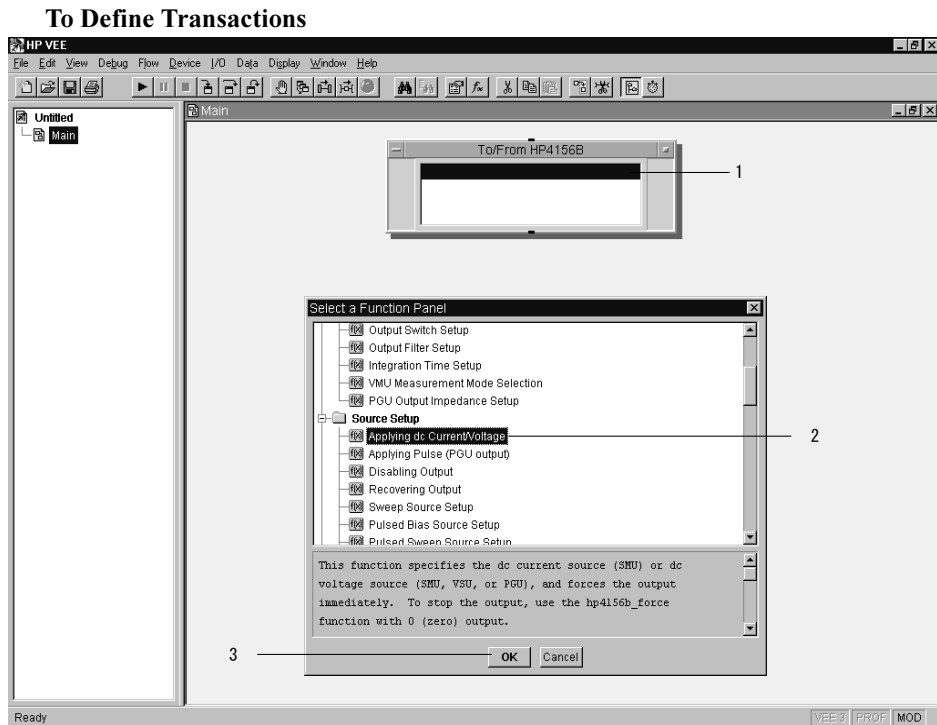 To Define Transactions
HP VEE
File Edit View Debug Flow Device I/O Data Display Window Help
Untitled
Main
Main
To/From HP4156B
1
Select a Function Panel
Output Switch Setup
Output Filter Setup
Integration Time Setup
VMU Measurement Mode Selection
PGU Output Impedance Setup
Source Setup
Applying dc Current/Voltage
2
Applying Pulse (PGU output)
Disabling Output
Recovering Output
Sweep Source Setup
Pulsed Bias Source Setup
Pulsed Sweep Source Setup
This function specifies the dc current source (SMU) or dc
voltage source (SMU, VSU, or PGU), and forces the output
immediately. To stop the output, use the hp4156b_force
function with 0 (zero) output.
3
OK Cancel
Ready
VEE 3 PROF MOD